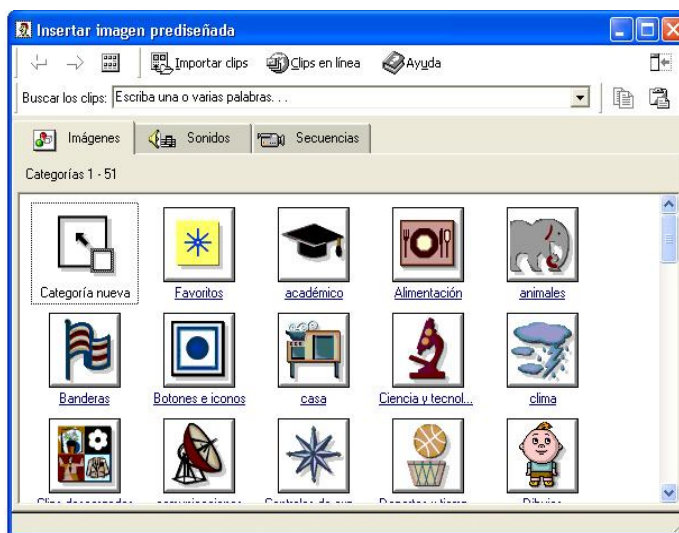 Insertar imagen prediseñada
Importar clips Clips en línea Ayuda
Buscar los clips: Escriba una o varias palabras. . .
Imágenes Sonidos Secuencias
Categorías 1 - 51
Categoría nueva Favoritos académico Alimentación animales
Banderas Botones e iconos casa Ciencia y tecnol... clima